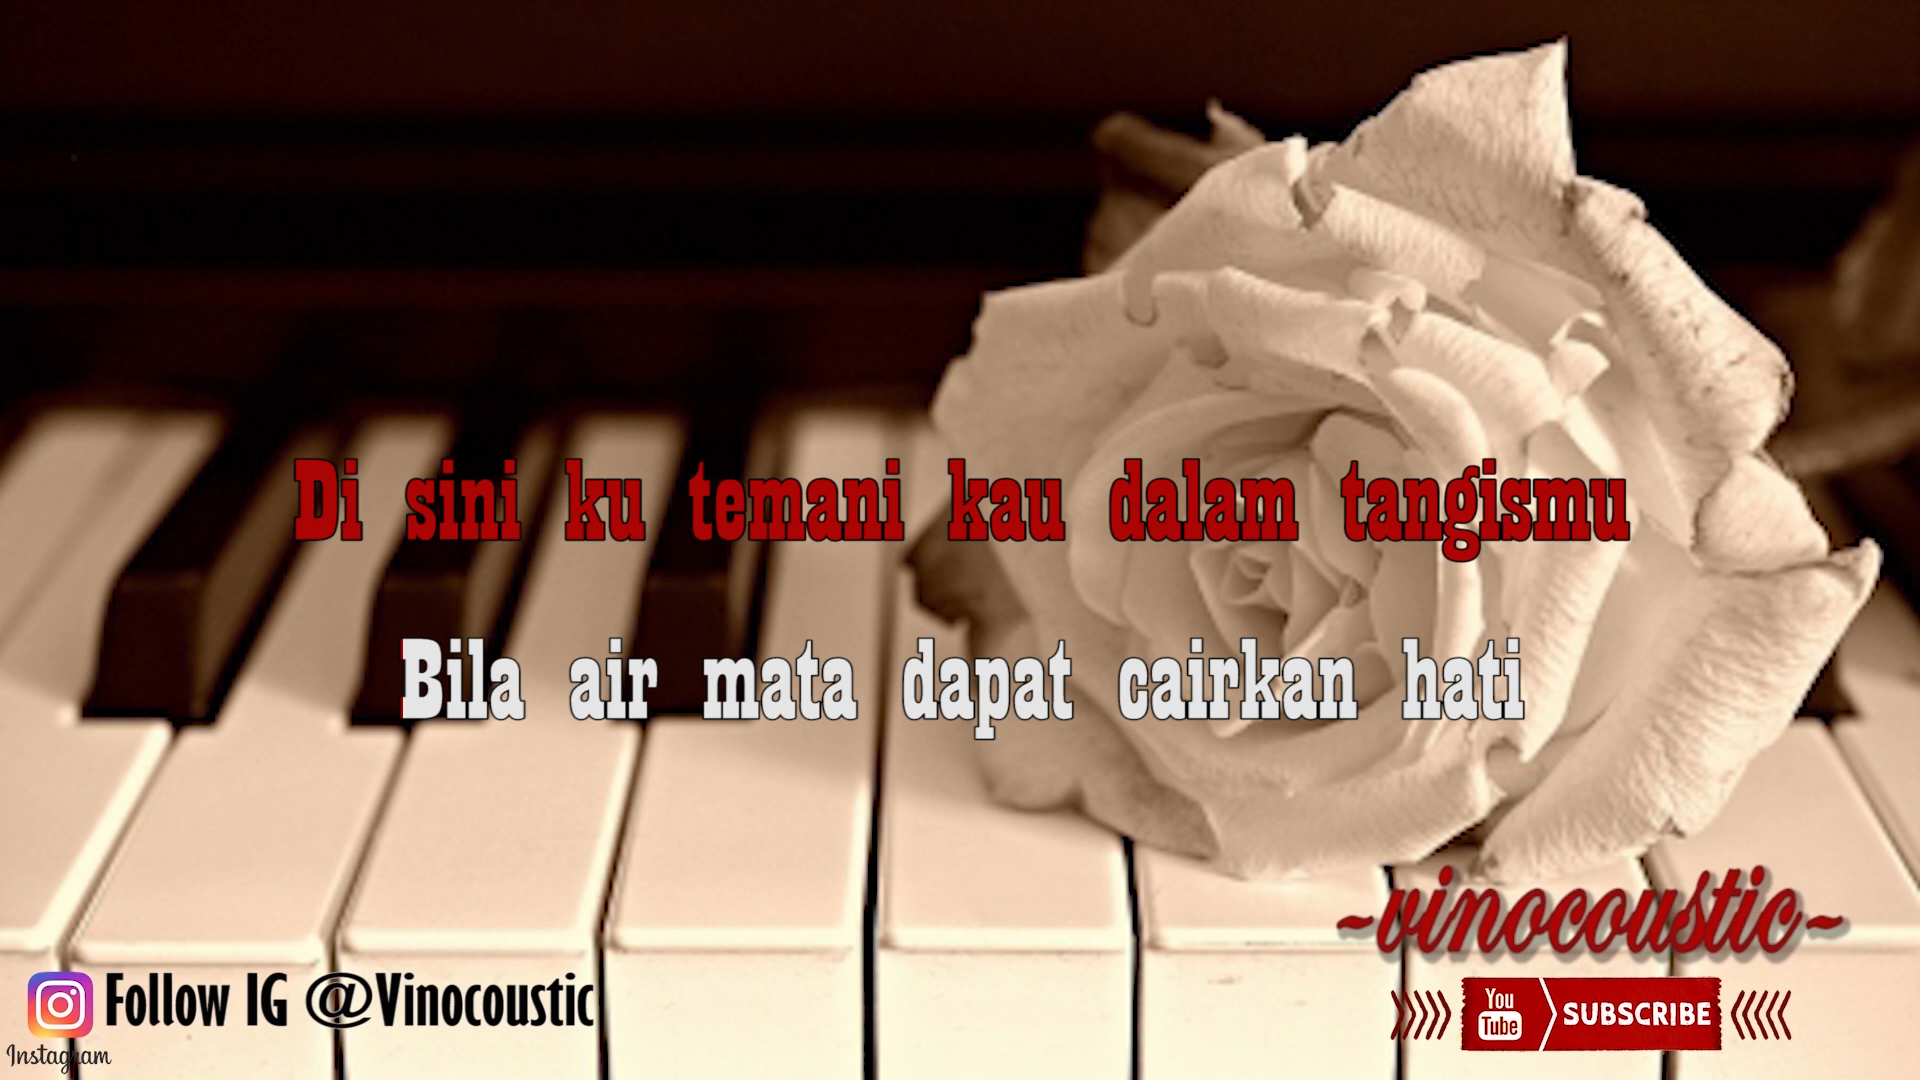 Di sini ku temani kau dalam tangismu
Bila air mata dapat cairkan hati
~vinocoustic~
Follow IG @Vinocoustic
Instagram
You
Tube
SUBSCRIBE